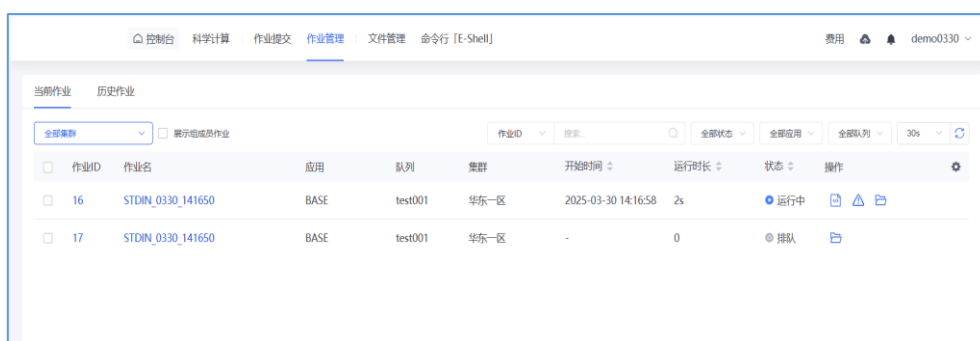 控制台 科学计算 作业提交 作业管理 文件管理 命令行「E-Shell」 费用 demo0330
当前作业 历史作业
全部集群 展示组成员作业 作业ID 搜索... 全部状态 全部应用 全部队列 30s
作业ID 作业名 应用 队列 集群 开始时间 运行时长 状态 操作
16 STDIN_0330_141650 BASE test001 华东一区 2025-03-30 14:16:58 2s 运行中
17 STDIN_0330_141650 BASE test001 华东一区 - 0 排队